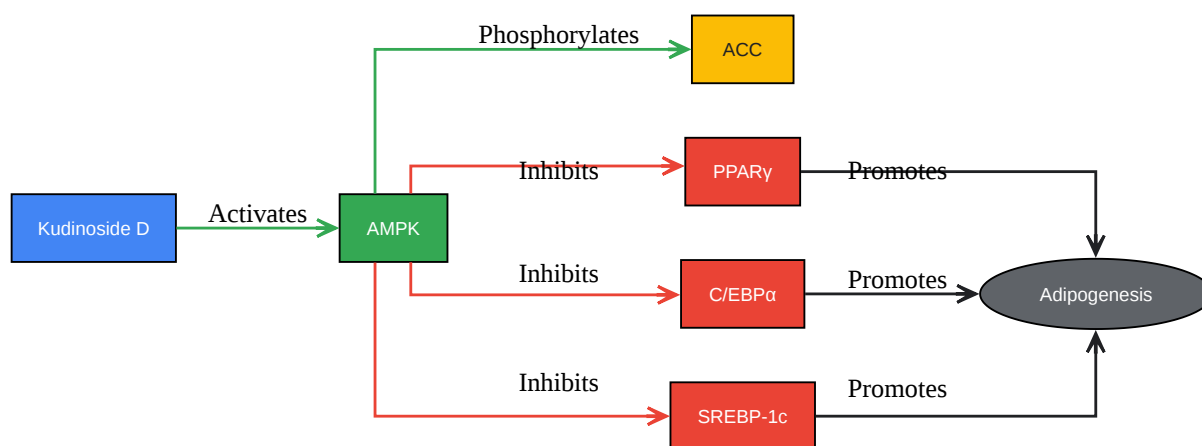 Phosphorylates
ACC
Inhibits
PPARγ
Promotes
Kudinoside D
Activates
AMPK
Inhibits
C/EBPα
Promotes
Adipogenesis
Inhibits
SREBP-1c
Promotes